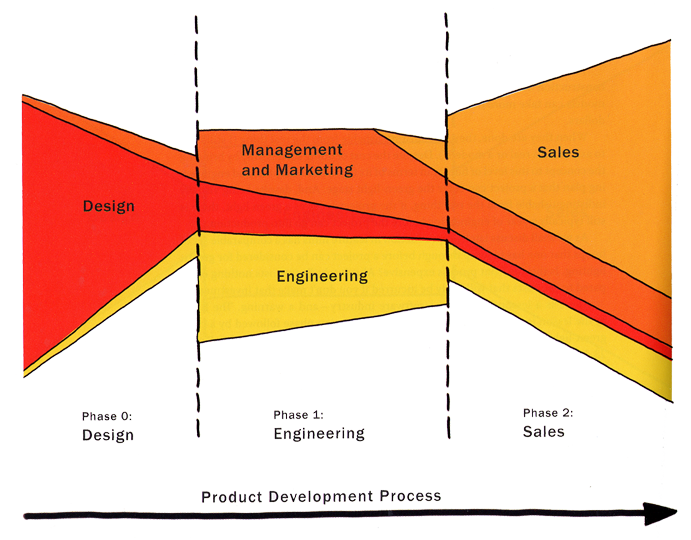 Management
and Marketing
Sales
Design
Engineering
Phase 0:
Design
Phase 1:
Engineering
Phase 2:
Sales
Product Development Process